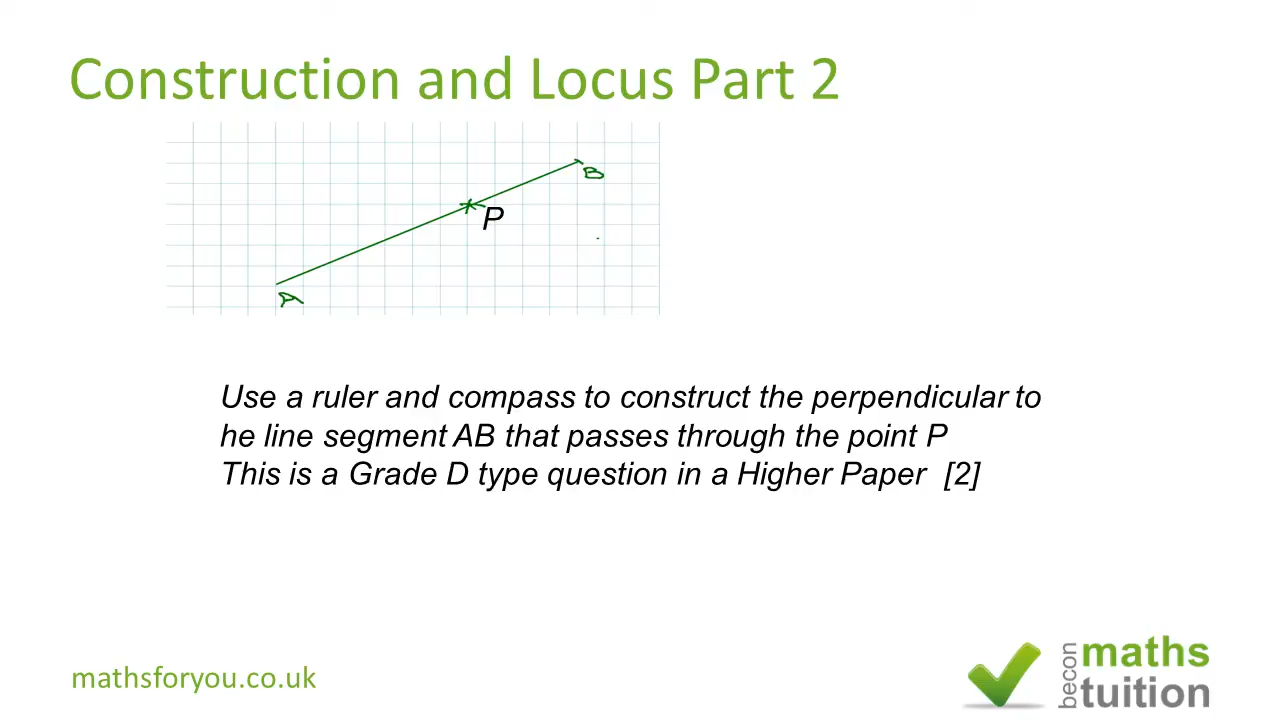 Construction and Locus Part 2
B
P
A
Use a ruler and compass to construct the perpendicular to
he line segment AB that passes through the point P
This is a Grade D type question in a Higher Paper [2]
mathsforyou.co.uk
becon
maths
tuition